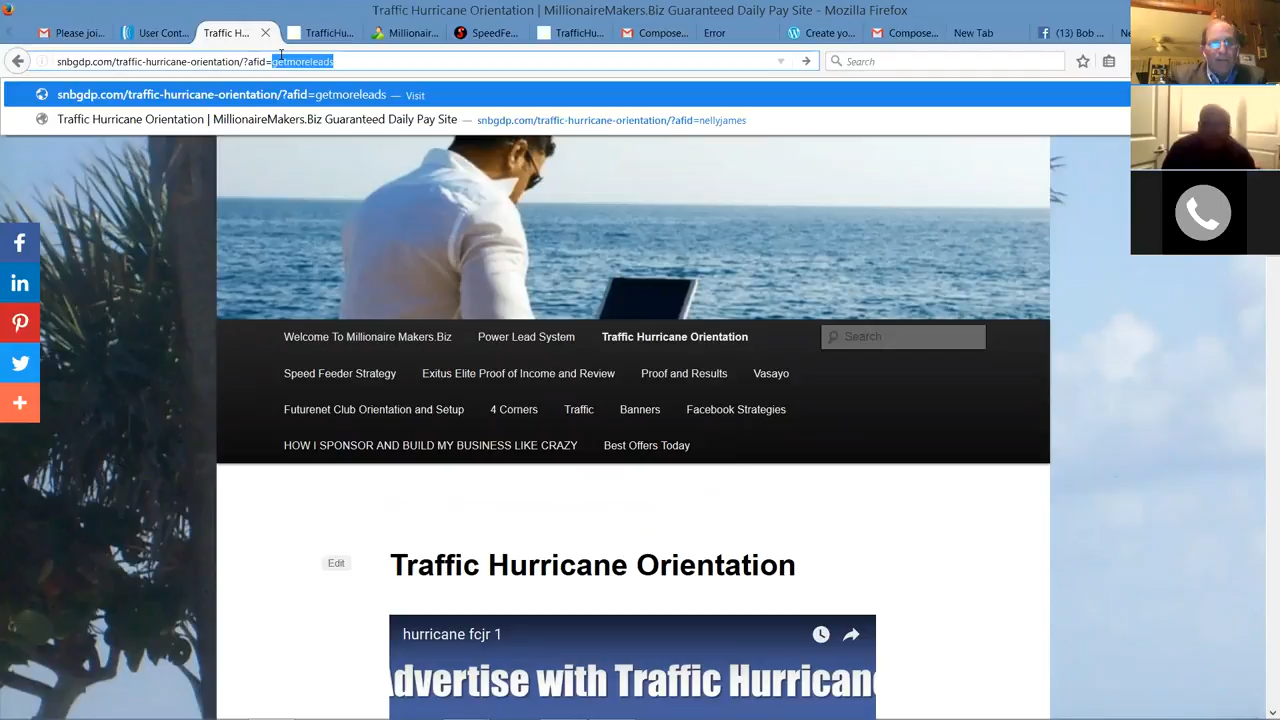 Traffic Hurricane Orientation | MillionaireMakers.Biz Guaranteed Daily Pay Site - Mozilla Firefox
Please joi...
User Cont...
Traffic H...
TrafficHu...
Millionair...
SpeedFe...
TrafficHu...
Compose...
Error
Create yo...
Compose...
New Tab
(13) Bob ...
Ne
snbgdp.com/traffic-hurricane-orientation/?afid=getmoreleads
Search
snbgdp.com/traffic-hurricane-orientation/?afid=getmoreleads — Visit
Traffic Hurricane Orientation | MillionaireMakers.Biz Guaranteed Daily Pay Site — snbgdp.com/traffic-hurricane-orientation/?afid=nellyjames
Welcome To Millionaire Makers.Biz Power Lead System Traffic Hurricane Orientation
Search
Speed Feeder Strategy Exitus Elite Proof of Income and Review Proof and Results Vasayo
Futurenet Club Orientation and Setup 4 Corners Traffic Banners Facebook Strategies
HOW I SPONSOR AND BUILD MY BUSINESS LIKE CRAZY Best Offers Today
Edit
Traffic Hurricane Orientation
hurricane fcjr 1
Advertise with Traffic Hurrican